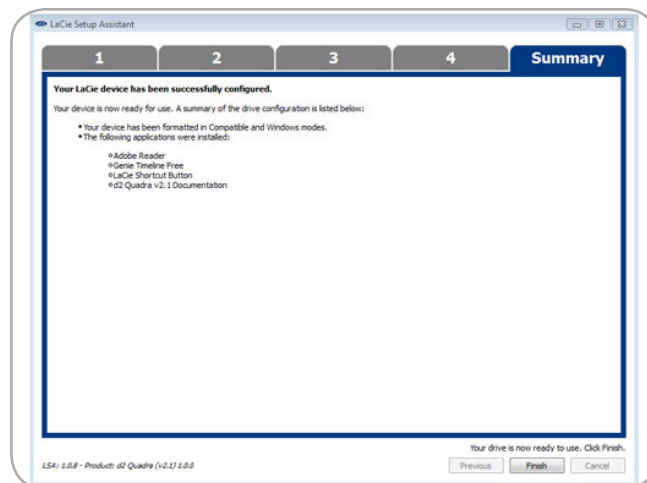 LaCie Setup Assistant
1 2 3 4 Summary
Your LaCie device has been successfully configured.
Your device is now ready for use. A summary of the drive configuration is listed below:
• Your device has been formatted in Compatible and Windows modes.
• The following applications were installed:
Adobe Reader
Genie Timeline Free
LaCie Shortcut Button
d2 Quadra v2.1 Documentation
Your drive is now ready to use. Click Finish.
LSA: 1.0.8 - Product: d2 Quadra (v2.1) 1.0.0
Previous Finish Cancel